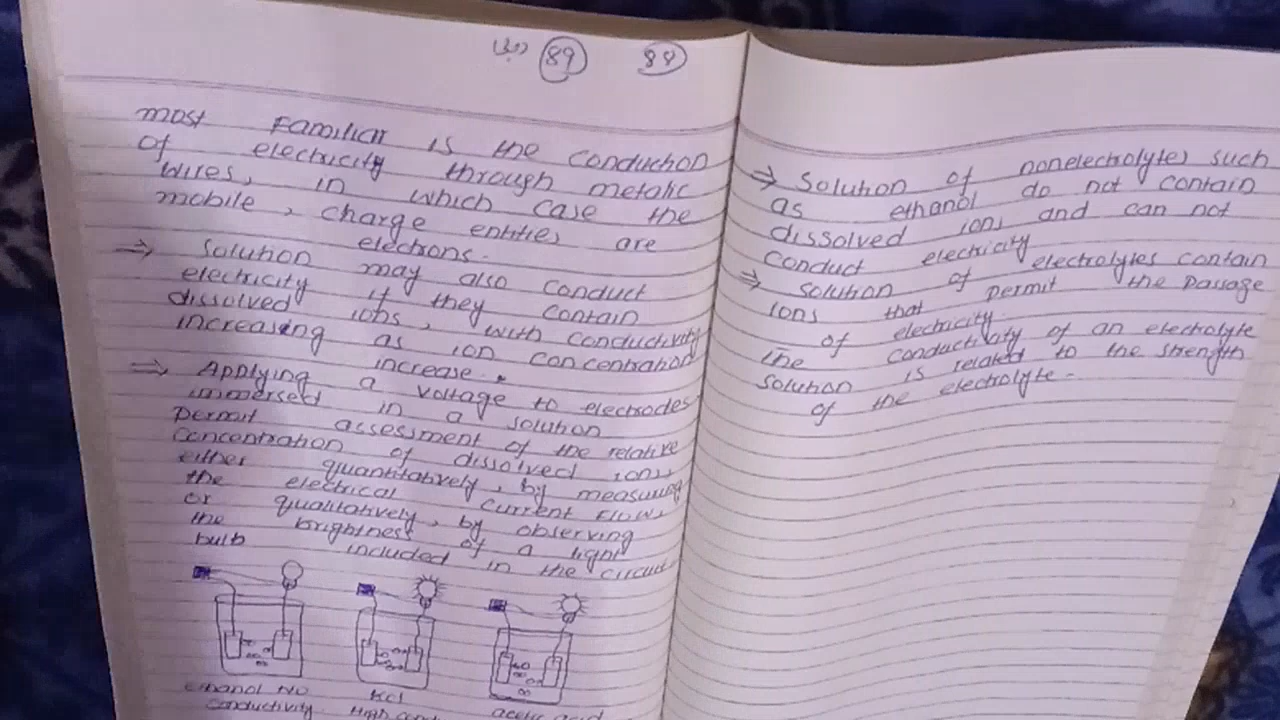 89 88
most Familiar is the conduction
of electricity through metalic
wires, in which case the
mobile, charge entities are
electrons.
⇒ Solution may also conduct
electricity if they contain
dissolved ions, with conductivity
increasing as ion concentration
increase.
⇒ Applying a voltage to electrodes
immersed in a solution
permit assessment of the relative
concentration of dissolved ions,
either quantitatively, by measuring
the electrical current flow,
or qualitatively, by observing
the brightness of a light
bulb included in the circuit
ethanol NO KCl acetic acid
conductivity High
⇒ Solution of nonelectrolytes such
as ethanol do not contain
dissolved ions and can not
conduct electricity
⇒ Solution of electrolytes contain
ions that permit the passage
of electricity.
The conductivity of an electrolyte
solution is related to the strength
of the electrolyte.